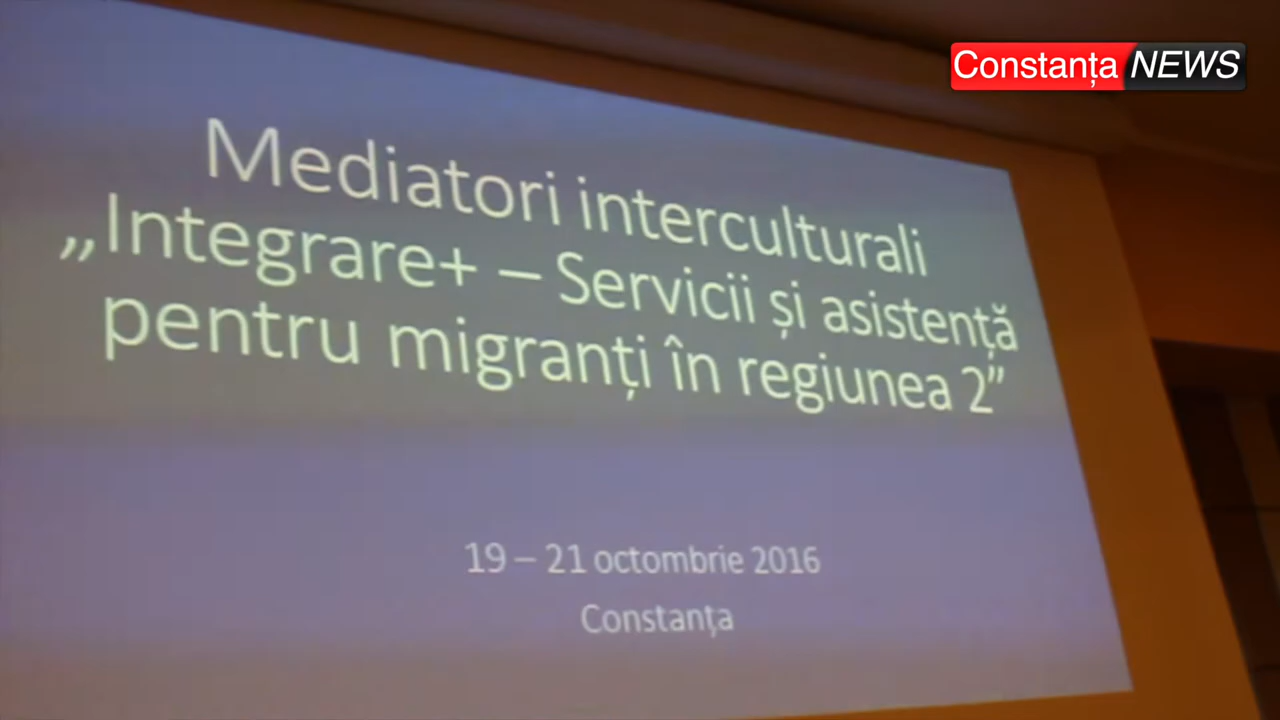 Constanța NEWS
Mediatori interculturali
„Integrare+ – Servicii și asistență
pentru migranți în regiunea 2”
19 – 21 octombrie 2016
Constanța